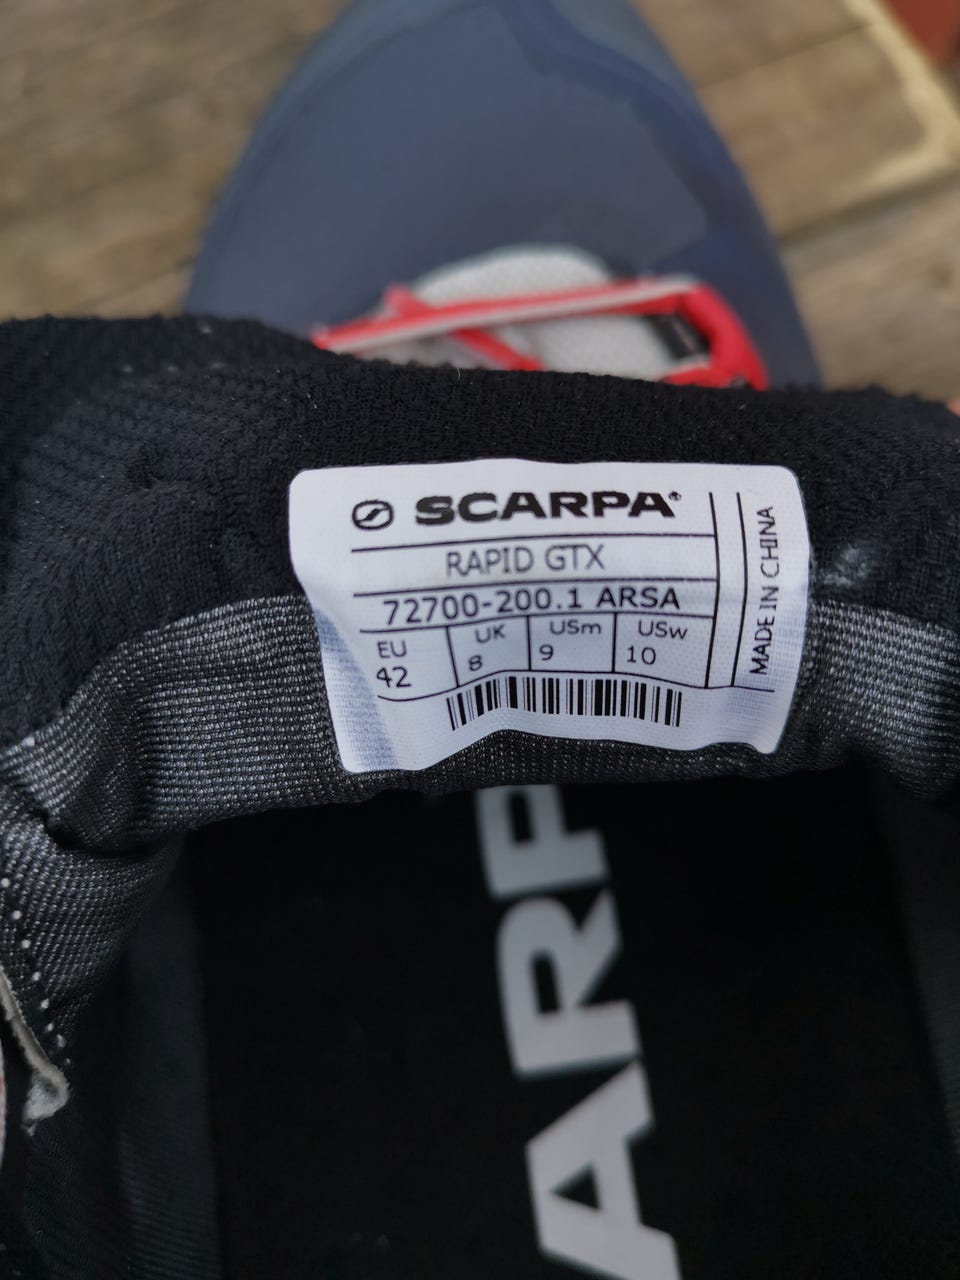 SCARPA®
RAPID GTX
72700-200.1 ARSA
EU UK USm USw
42 8 9 10
MADE IN CHINA
ARP